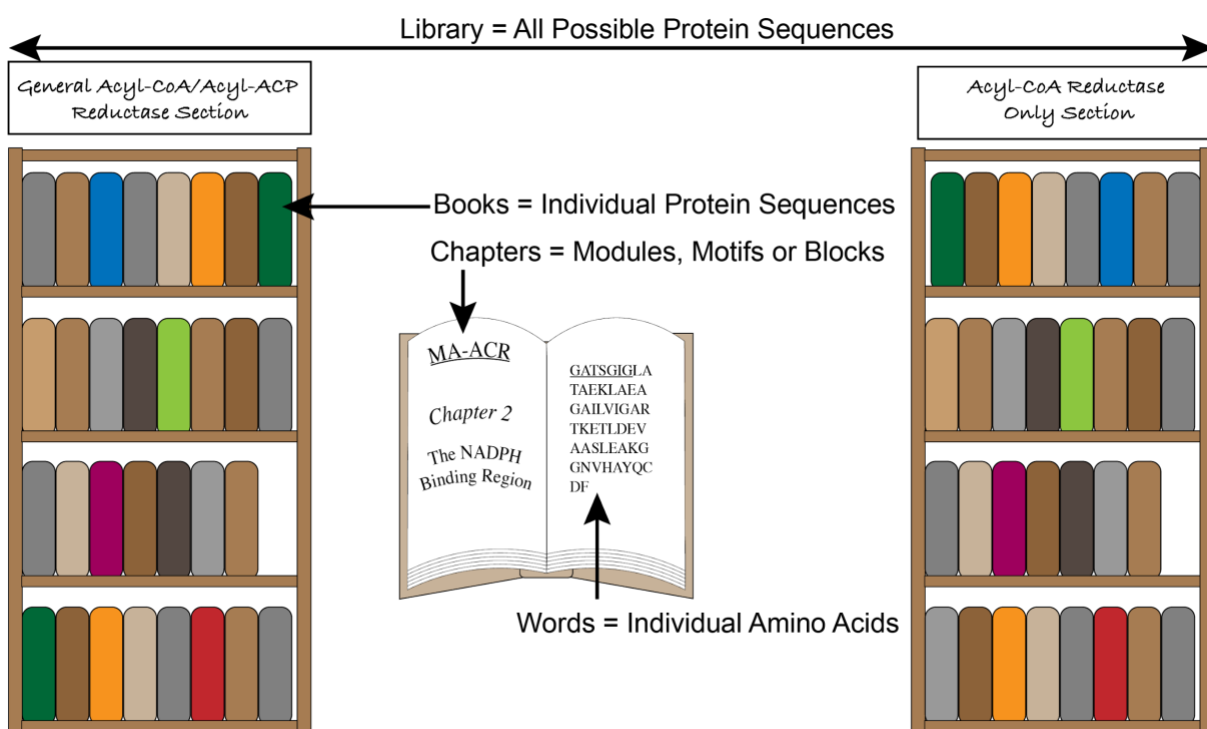 Library = All Possible Protein Sequences
General Acyl-CoA/Acyl-ACP
Reductase Section
Acyl-CoA Reductase
Only Section
Books = Individual Protein Sequences
Chapters = Modules, Motifs or Blocks
MA-ACR
Chapter 2
The NADPH
Binding Region
GATSGIGLA
TAEKLAEA
GAILVIGAR
TKETLDEV
AASLEAKG
GNVHAYQC
DF
Words = Individual Amino Acids